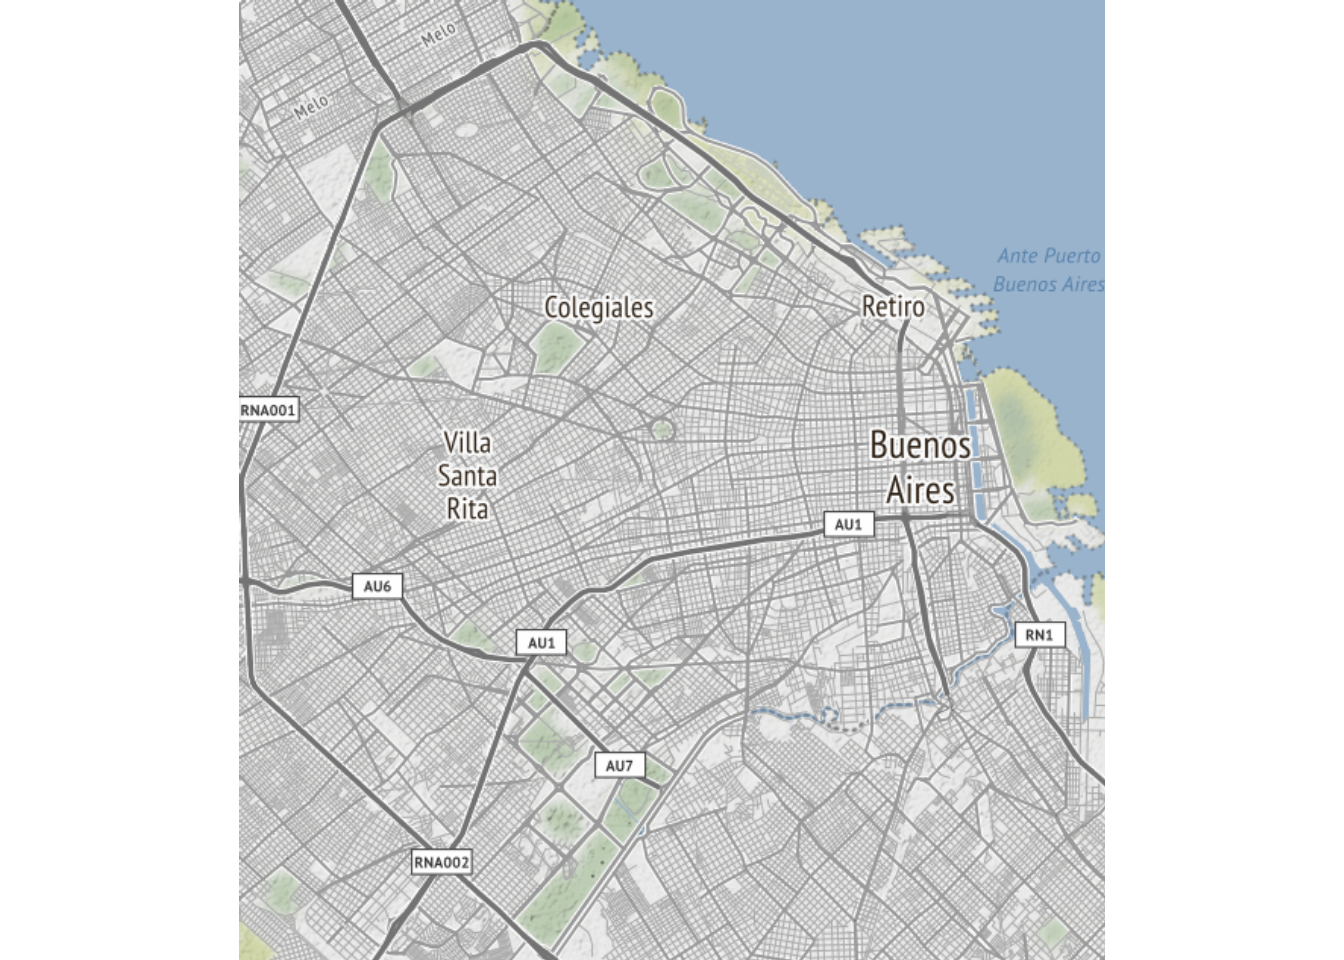 Melo
Melo
Ante Puerto
Buenos Aires
Colegiales
Retiro
RNA001
Villa
Santa
Rita
Buenos
Aires
AU1
AU6
AU1
RN1
AU7
RNA002